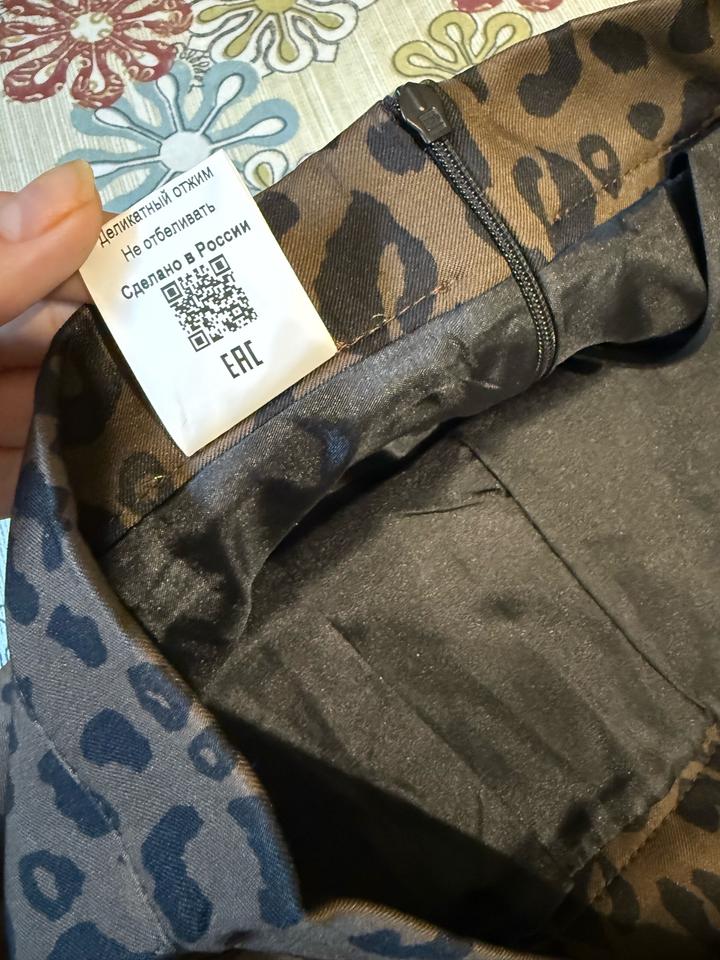 Деликатный отжим
Не отбеливать
Сделано в России
EAC